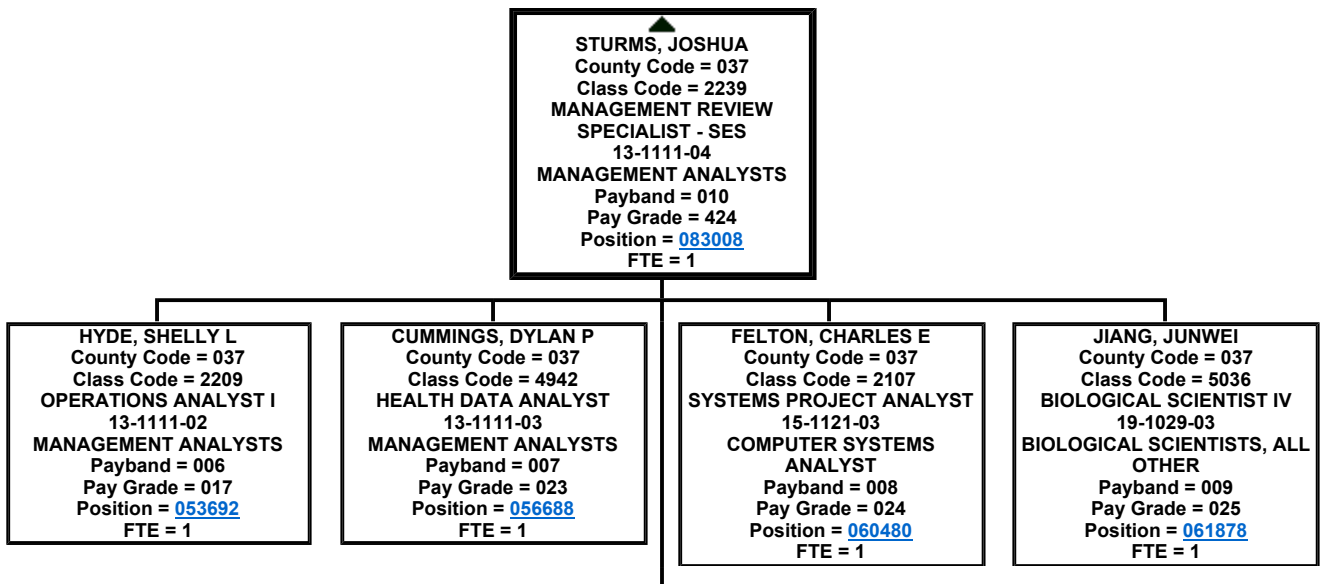 STURMS, JOSHUA
County Code = 037
Class Code = 2239
MANAGEMENT REVIEW
SPECIALIST - SES
13-1111-04
MANAGEMENT ANALYSTS
Payband = 010
Pay Grade = 424
Position = 083008
FTE = 1
HYDE, SHELLY L
County Code = 037
Class Code = 2209
OPERATIONS ANALYST I
13-1111-02
MANAGEMENT ANALYSTS
Payband = 006
Pay Grade = 017
Position = 053692
FTE = 1
CUMMINGS, DYLAN P
County Code = 037
Class Code = 4942
HEALTH DATA ANALYST
13-1111-03
MANAGEMENT ANALYSTS
Payband = 007
Pay Grade = 023
Position = 056688
FTE = 1
FELTON, CHARLES E
County Code = 037
Class Code = 2107
SYSTEMS PROJECT ANALYST
15-1121-03
COMPUTER SYSTEMS
ANALYST
Payband = 008
Pay Grade = 024
Position = 060480
FTE = 1
JIANG, JUNWEI
County Code = 037
Class Code = 5036
BIOLOGICAL SCIENTIST IV
19-1029-03
BIOLOGICAL SCIENTISTS, ALL
OTHER
Payband = 009
Pay Grade = 025
Position = 061878
FTE = 1